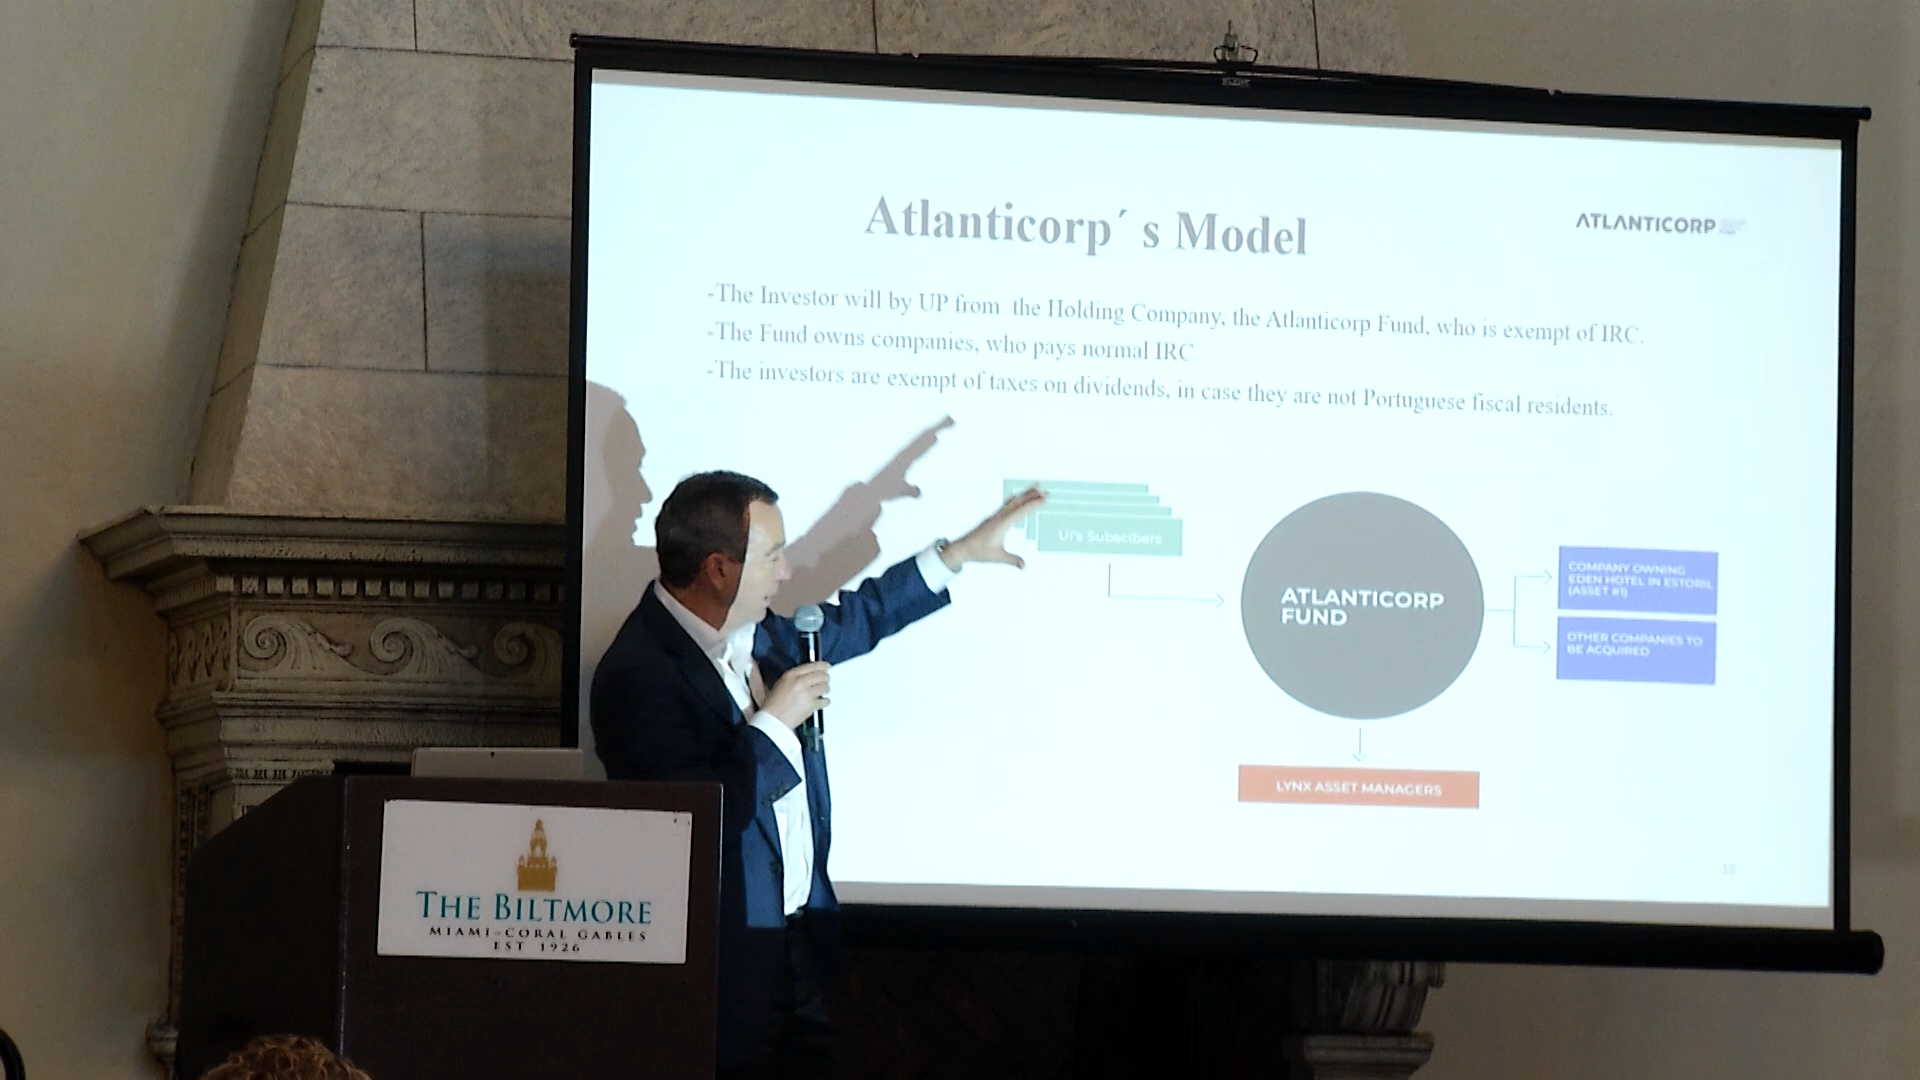 Atlanticorp´ s Model
ATLANTICORP
-The Investor will by UP from the Holding Company, the Atlanticorp Fund, who is exempt of IRC.
-The Fund owns companies, who pays normal IRC
-The investors are exempt of taxes on dividends, in case they are not Portuguese fiscal residents.
UI's Subscibers
ATLANTICORP
FUND
COMPANY OWNING
EDEN HOTEL IN ESTORIL
(ASSET #1)
OTHER COMPANIES TO
BE ACQUIRED
LYNX ASSET MANAGERS
THE BILTMORE
MIAMI-CORAL GABLES
EST 1926